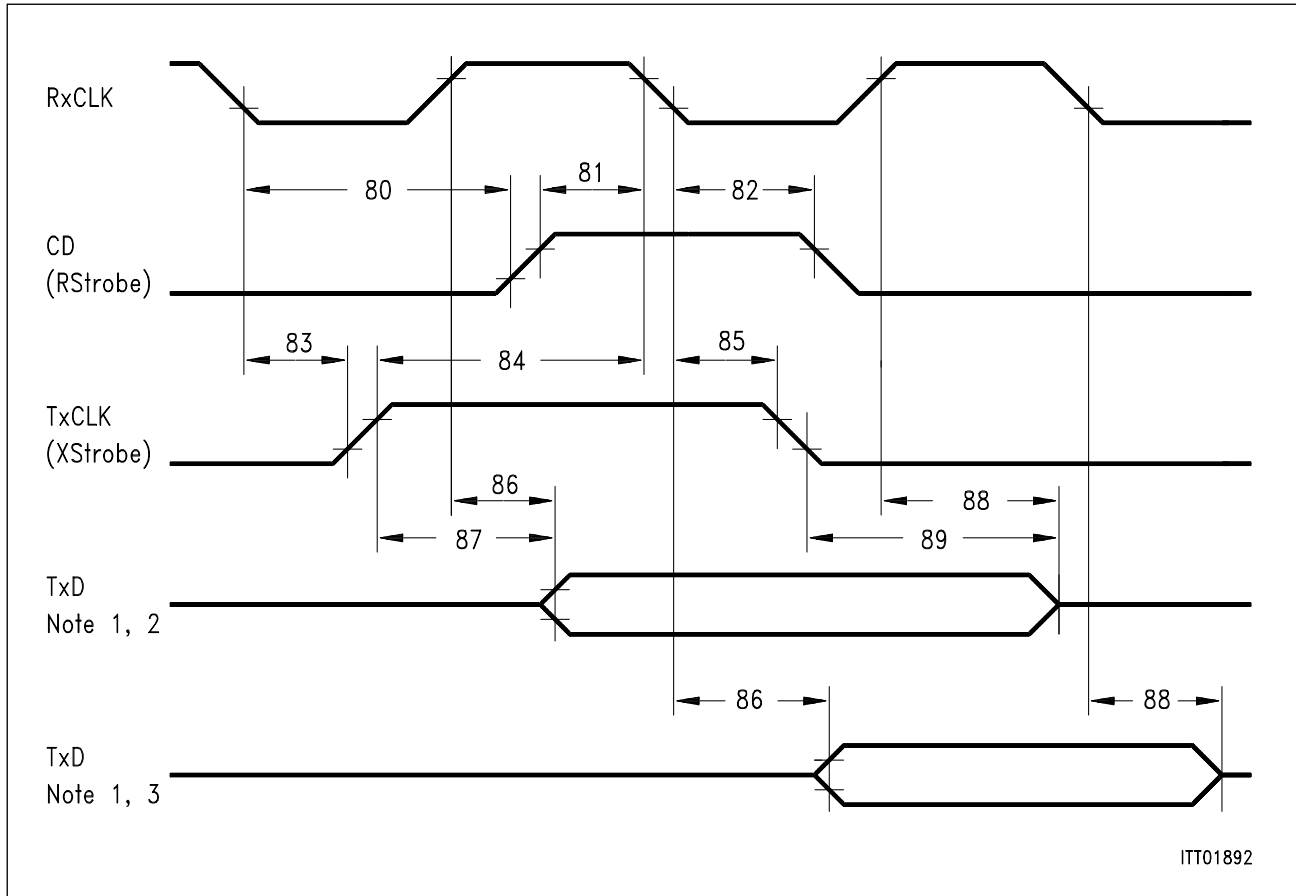 RxCLK
80
81
82
CD
(RStrobe)
83
84
85
TxCLK
(XStrobe)
86
88
87
89
TxD
Note 1, 2
86
88
TxD
Note 1, 3
ITT01892